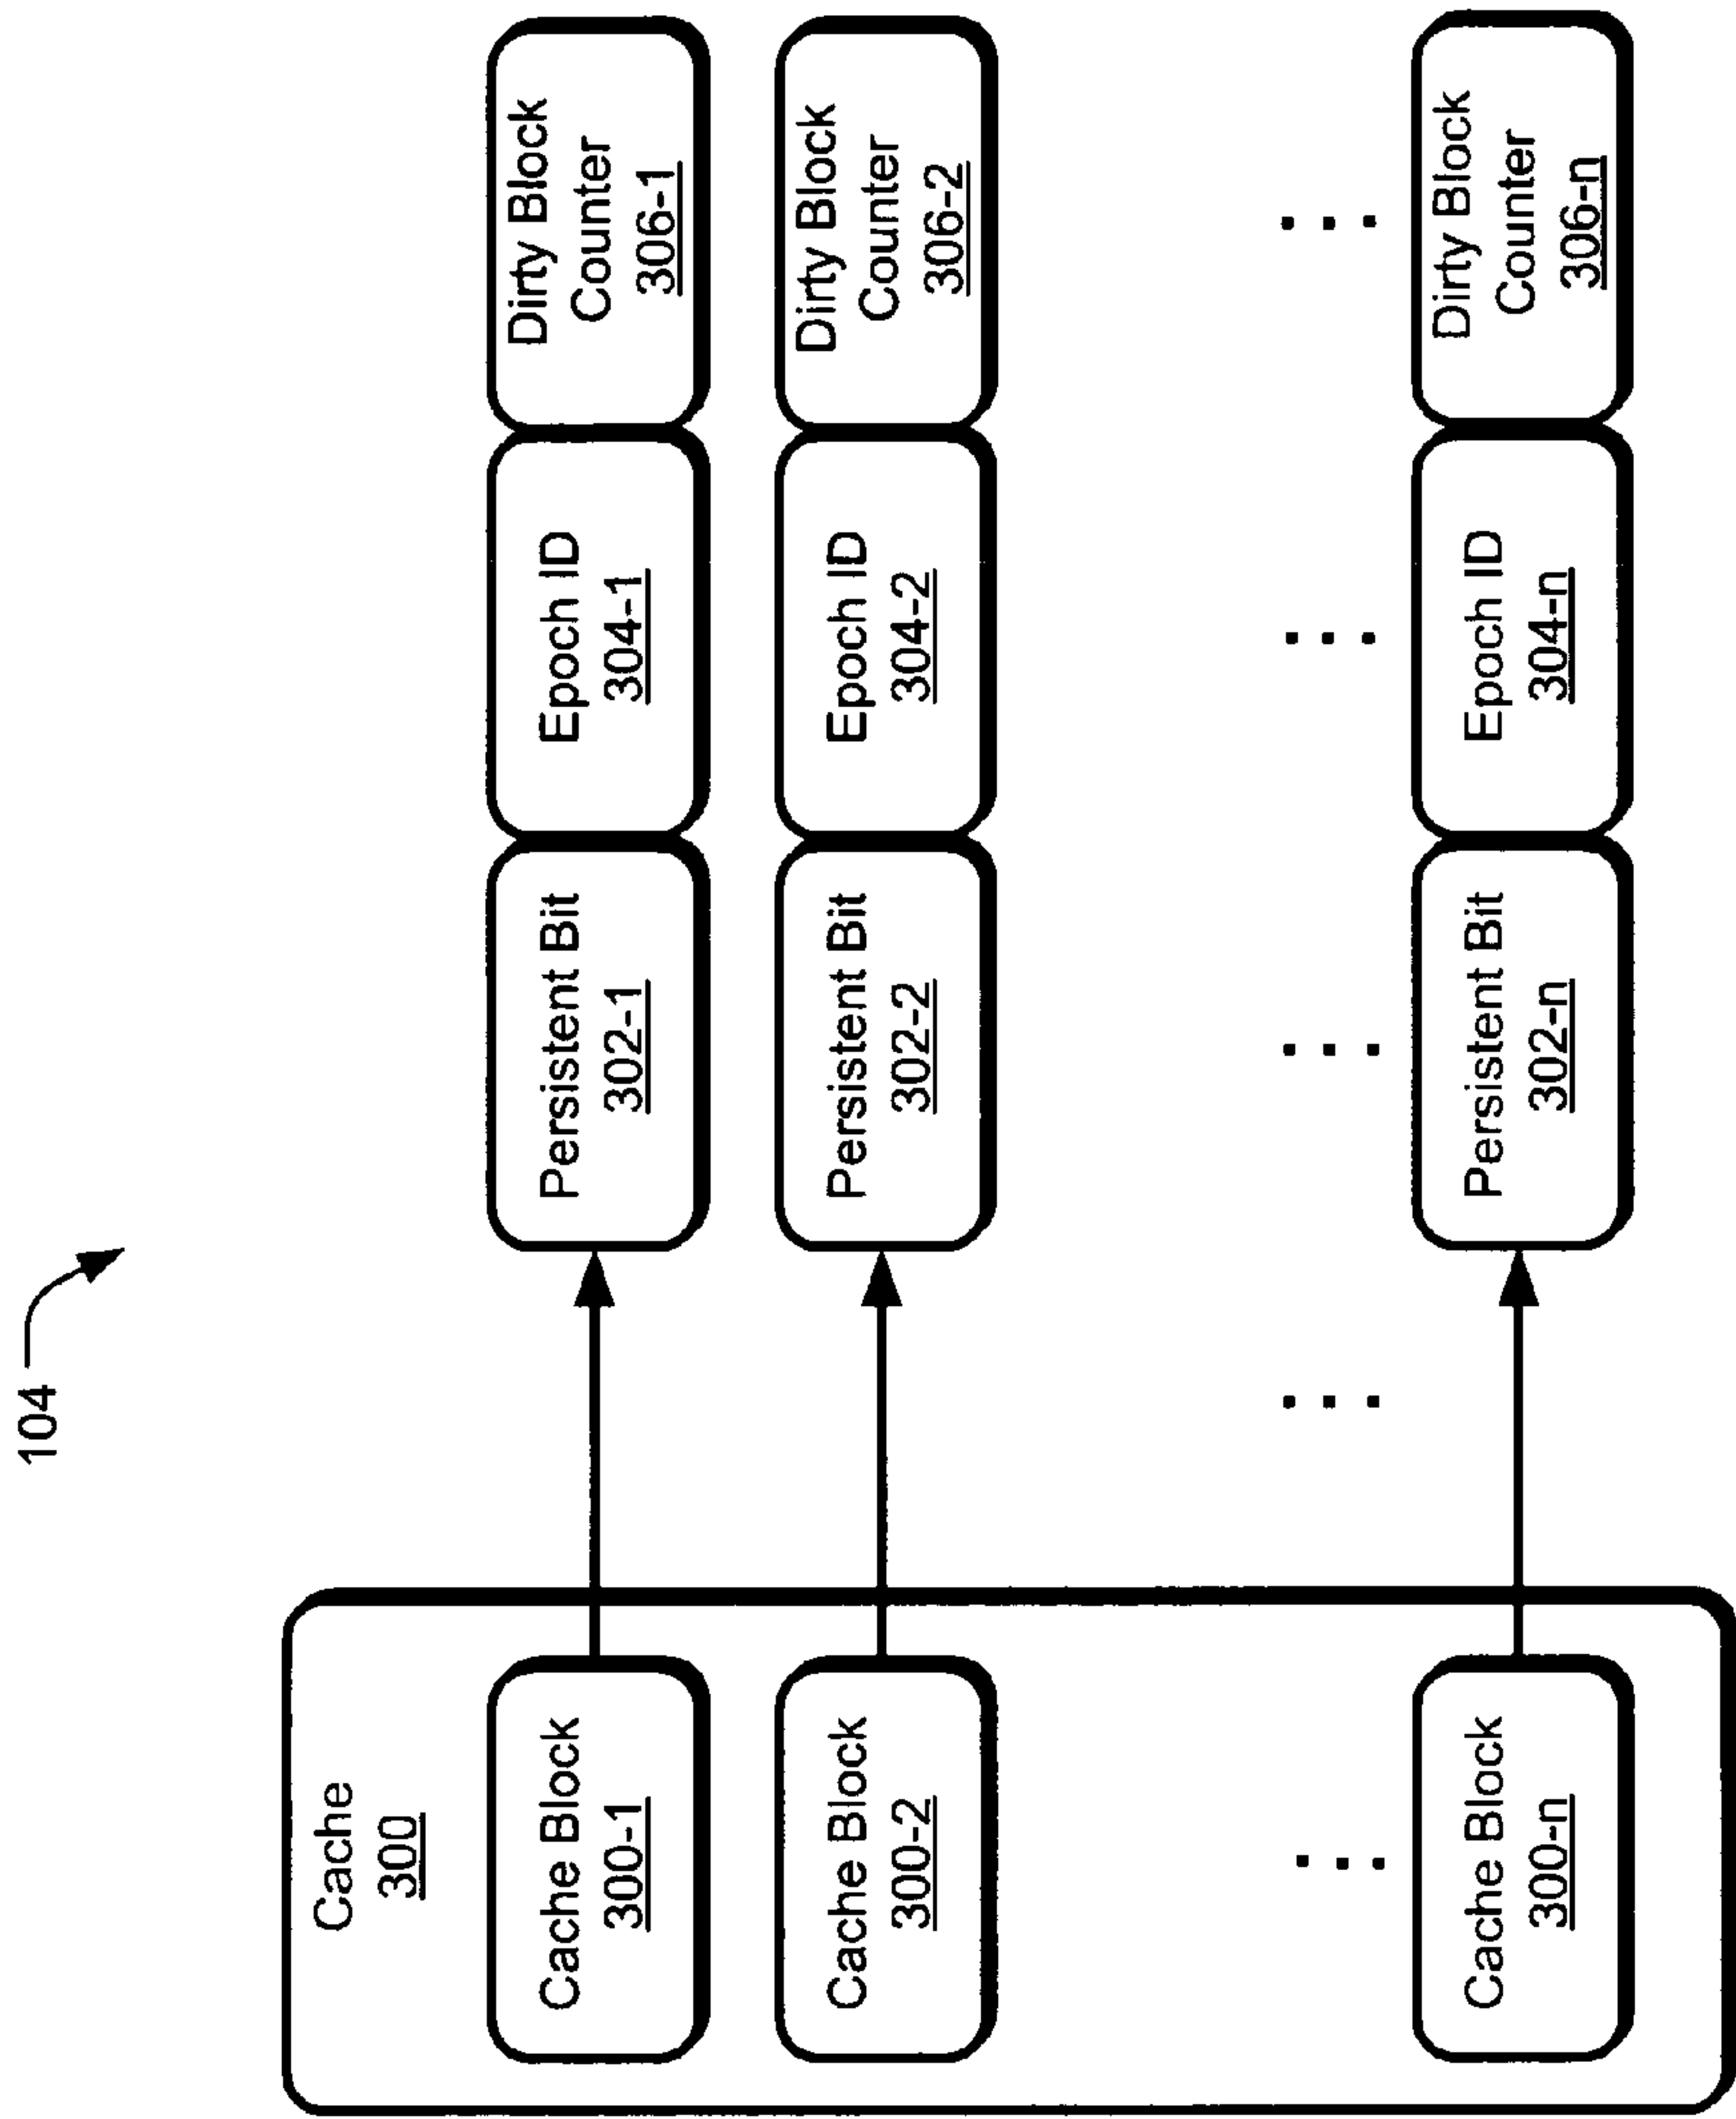 104
Cache
300
Cache Block
300-1
Persistent Bit
302-1
Epoch ID
304-1
Dirty Block
Counter
306-1
Cache Block
300-2
Persistent Bit
302-2
Epoch ID
304-2
Dirty Block
Counter
306-2
...
...
...
...
...
Cache Block
300-n
Persistent Bit
302-n
Epoch ID
304-n
Dirty Block
Counter
306-n